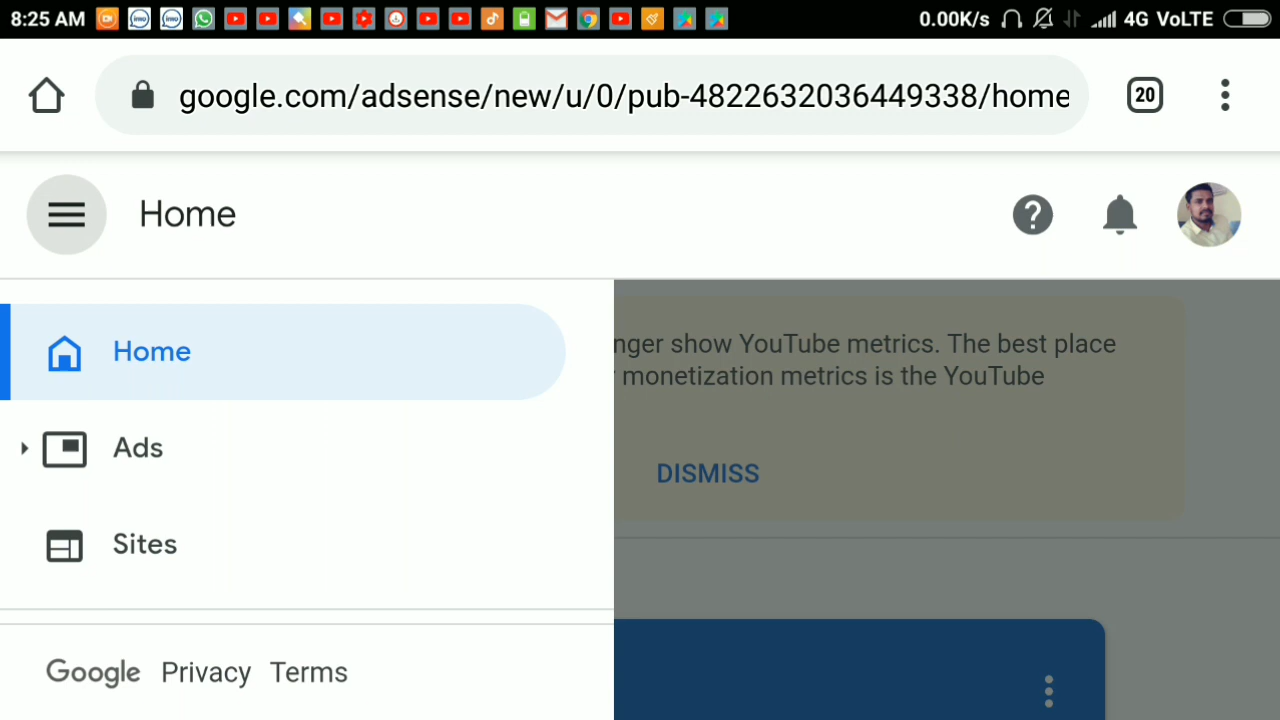 8:25 AM 0.00K/s 4G VoLTE
google.com/adsense/new/u/0/pub-4822632036449338/home 20
Home
Home
nger show YouTube metrics. The best place
monetization metrics is the YouTube
Ads
DISMISS
Sites
Google Privacy Terms